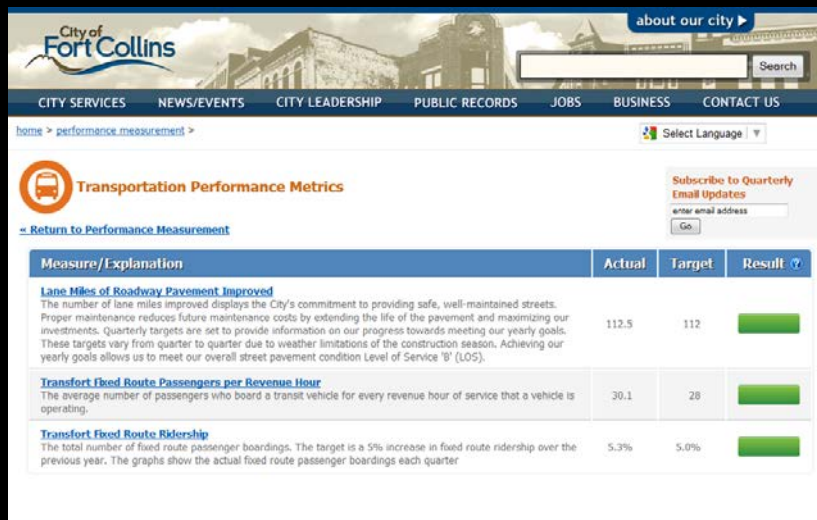 City of
Fort Collins
about our city
Search
CITY SERVICES NEWS/EVENTS CITY LEADERSHIP PUBLIC RECORDS JOBS BUSINESS CONTACT US
home > performance measurement >
Select Language
Transportation Performance Metrics
Subscribe to Quarterly
Email Updates
enter email address
Go
« Return to Performance Measurement
Measure/Explanation Actual Target Result ?
Lane Miles of Roadway Pavement Improved
The number of lane miles improved displays the City's commitment to providing safe, well-maintained streets.
Proper maintenance reduces future maintenance costs by extending the life of the pavement and maximizing our
investments. Quarterly targets are set to provide information on our progress towards meeting our yearly goals.
These targets vary from quarter to quarter due to weather limitations of the construction season. Achieving our
yearly goals allows us to meet our overall street pavement condition Level of Service 'B' (LOS).
112.5 112
Transfort Fixed Route Passengers per Revenue Hour
The average number of passengers who board a transit vehicle for every revenue hour of service that a vehicle is
operating.
30.1 28
Transfort Fixed Route Ridership
The total number of fixed route passenger boardings. The target is a 5% increase in fixed route ridership over the
previous year. The graphs show the actual fixed route passenger boardings each quarter
5.3% 5.0%